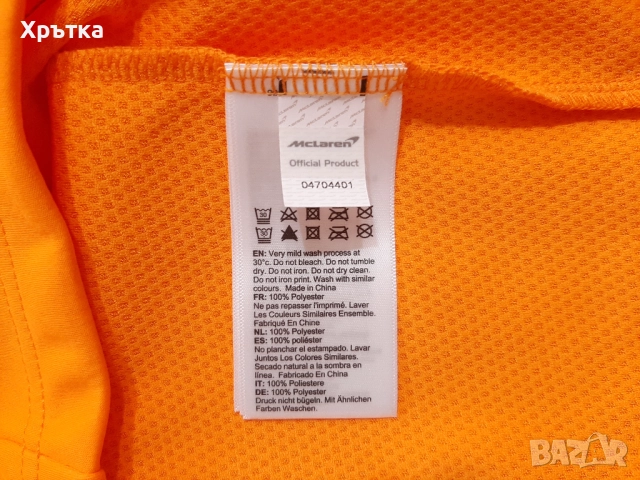 Хрътка
McLaren
Official Product
04704401
30
30
EN: Very mild wash process at
30°c. Do not bleach. Do not tumble
dry. Do not iron. Do not dry clean.
Do not iron print. Wash with similar
colours. Made in China
FR: 100% Polyester
Ne pas repasser l'imprimé. Laver
Les Couleurs Similaires Ensemble.
Fabriqué En Chine
NL: 100% Polyester
ES: 100% poliéster
No planchar el estampado. Lavar
Juntos Los Colores Similares.
Secado natural a la sombra en
línea. Fabricado En China
IT: 100% Poliestere
DE: 100% Polyester
Druck nicht bügeln. Mit Ähnlichen
Farben Waschen.
BAZAR
bg